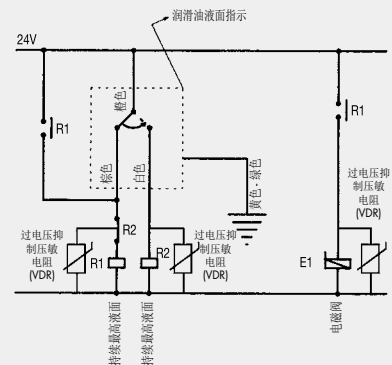 润滑油液面指示
24V
R1
橙色
R1
棕色
白色
黄色-绿色
过电压抑
制压敏
电阻
(VDR)
R2
R1
R2
过电压抑
制压敏
电阻
(VDR)
E1
过电压抑
制压敏
电阻
(VDR)
持续最高液面
持续最高液面
电磁阀